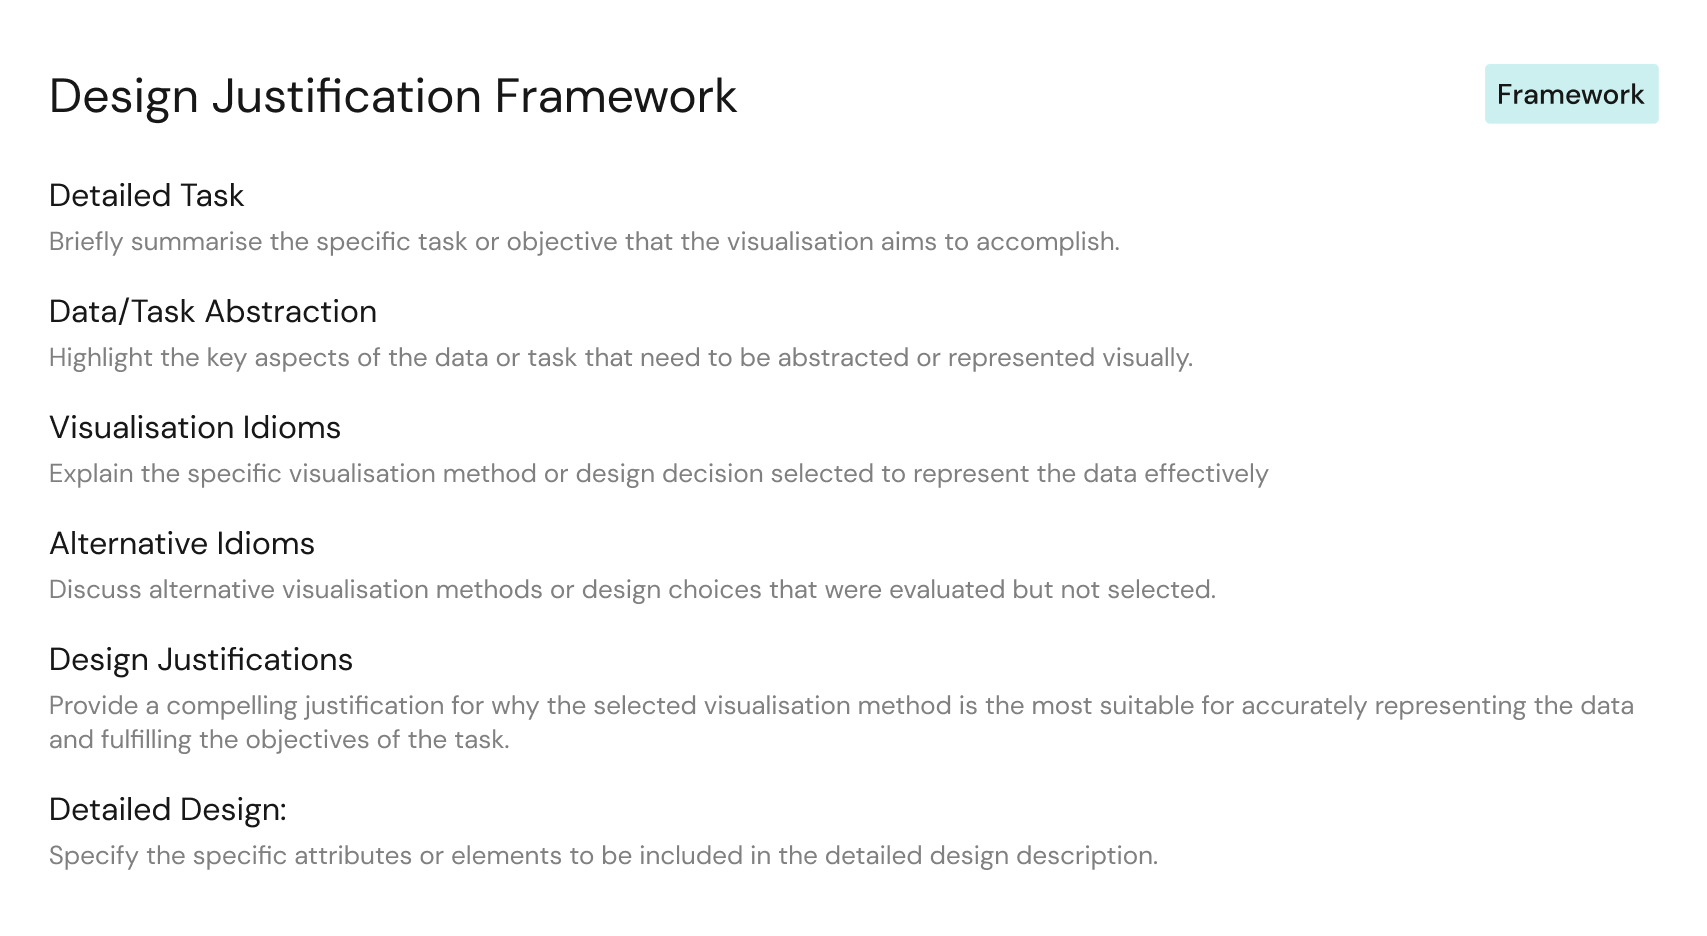 Design Justification Framework
Framework
Detailed Task
Briefly summarise the specific task or objective that the visualisation aims to accomplish.
Data/Task Abstraction
Highlight the key aspects of the data or task that need to be abstracted or represented visually.
Visualisation Idioms
Explain the specific visualisation method or design decision selected to represent the data effectively
Alternative Idioms
Discuss alternative visualisation methods or design choices that were evaluated but not selected.
Design Justifications
Provide a compelling justification for why the selected visualisation method is the most suitable for accurately representing the data
and fulfilling the objectives of the task.
Detailed Design:
Specify the specific attributes or elements to be included in the detailed design description.